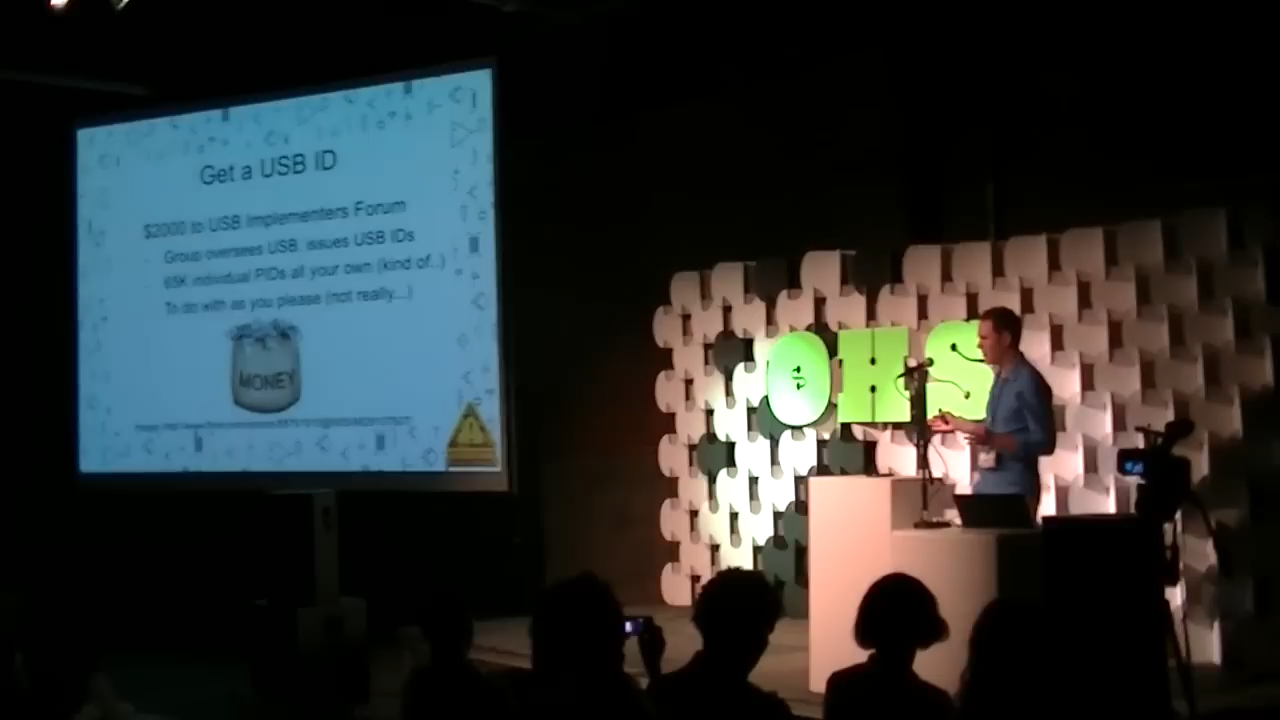 Get a USB ID
$2000 to USB Implementers Forum
Group oversees USB issues USB IDs
65K individual PIDs all your own (kind of..)
To do with as you please (not really...)
MONEY
OHS